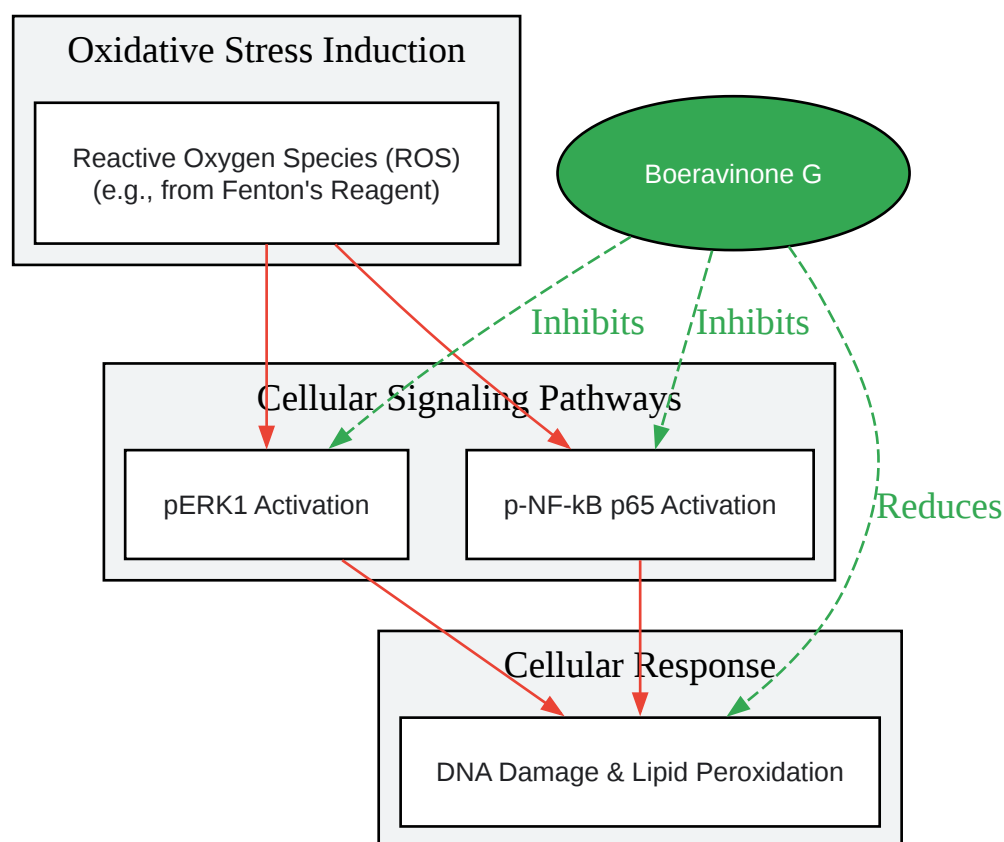 Oxidative Stress Induction
Reactive Oxygen Species (ROS)
(e.g., from Fenton's Reagent)
Boeravinone G
Inhibits
Inhibits
Cellular Signaling Pathways
pERK1 Activation
p-NF-kB p65 Activation
Reduces
Cellular Response
DNA Damage & Lipid Peroxidation